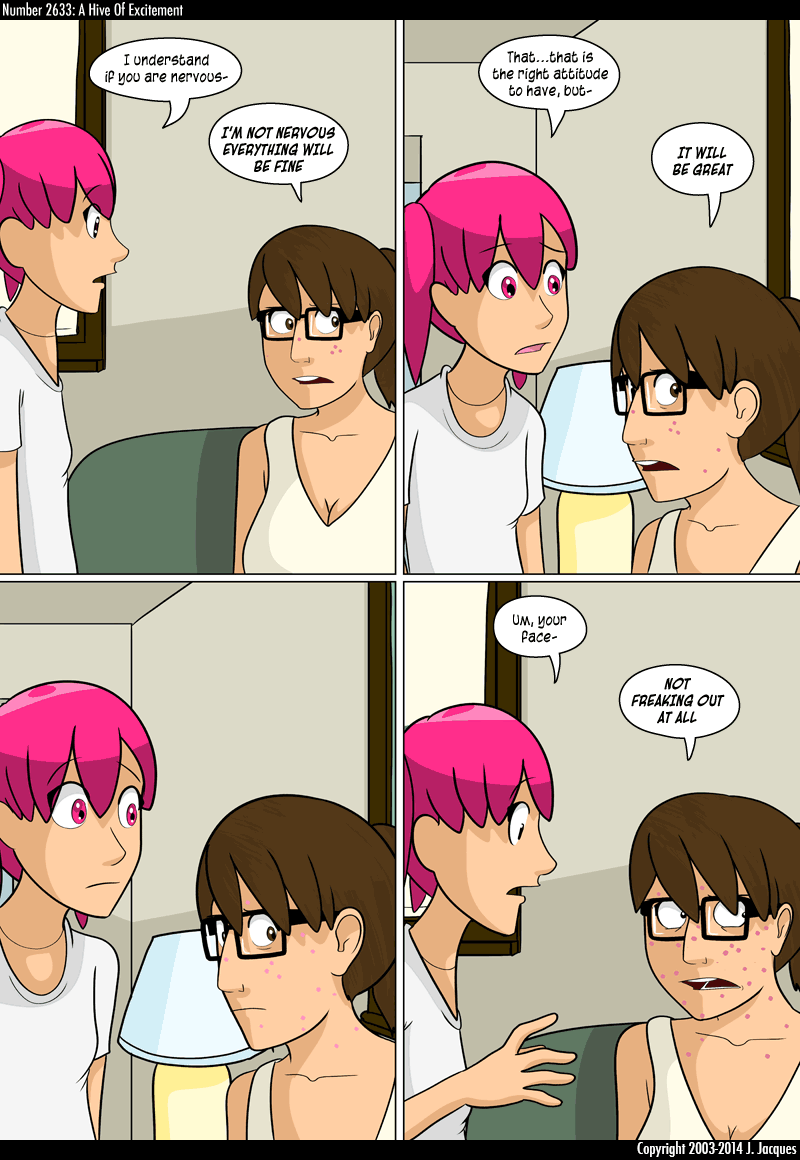 Number 2633: A Hive Of Excitement
I understand
if you are nervous-
I'M NOT NERVOUS
EVERYTHING WILL
BE FINE
That...that is
the right attitude
to have, but-
IT WILL
BE GREAT
Um, your
face-
NOT
FREAKING OUT
AT ALL
Copyright 2003-2014 J. Jacques